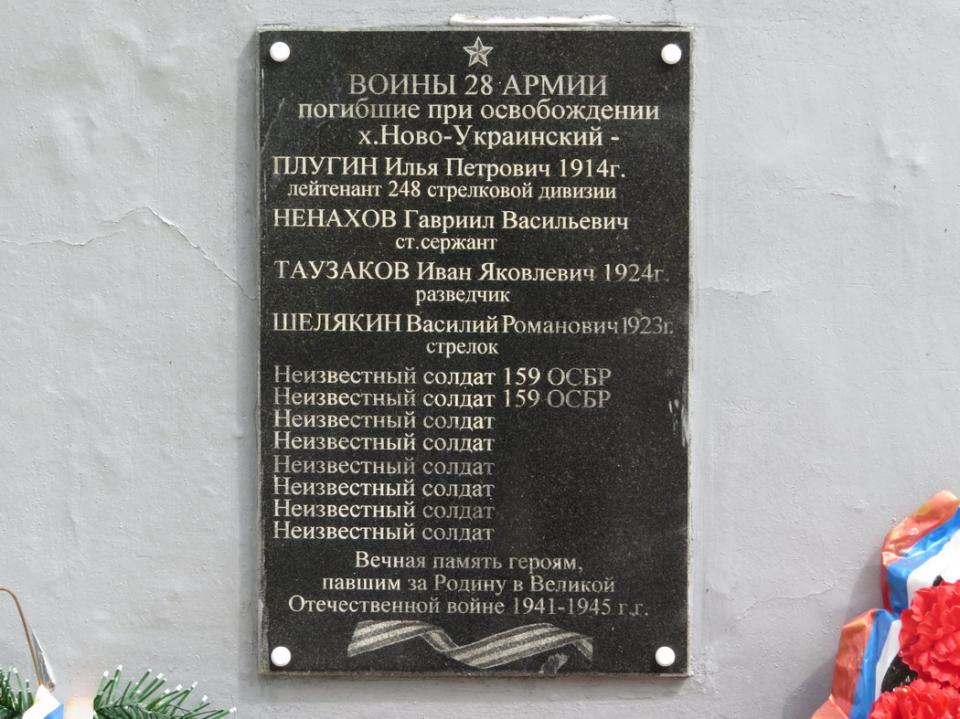 ВОИНЫ 28 АРМИИ
погибшие при освобождении
х.Ново-Украинский -
ПЛУГИН Илья Петрович 1914г.
лейтенант 248 стрелковой дивизии
НЕНАХОВ Гавриил Васильевич
ст.сержант
ТАУЗАКОВ Иван Яковлевич 1924г.
разведчик
ШЕЛЯКИН Василий Романович 1923г.
стрелок
Неизвестный солдат 159 ОСБР
Неизвестный солдат 159 ОСБР
Неизвестный солдат
Неизвестный солдат
Неизвестный солдат
Неизвестный солдат
Неизвестный солдат
Неизвестный солдат
Вечная память героям,
павшим за Родину в Великой
Отечественной войне 1941-1945 г.г.